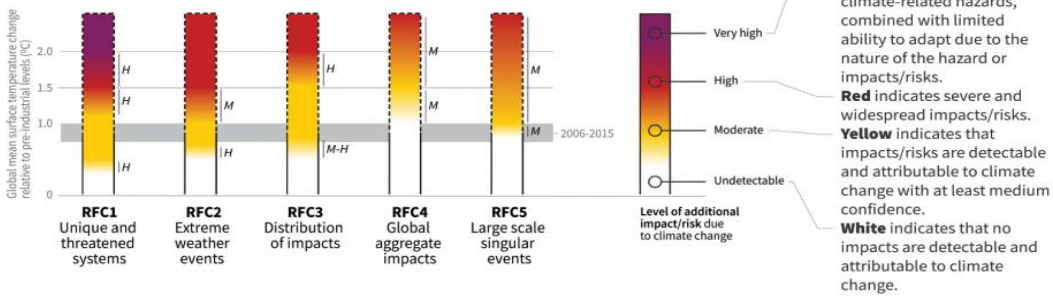 Global mean surface temperature change
relative to pre-industrial levels (°C)
2.0
1.5
1.0
0
H
H
H
M
H
H
M-H
M
M
M
M
2006-2015
RFC1
Unique and
threatened
systems
RFC2
Extreme
weather
events
RFC3
Distribution
of impacts
RFC4
Global
aggregate
impacts
RFC5
Large scale
singular
events
Very high
High
Moderate
Undetectable
Level of additional
impact/risk due
to climate change
climate-related hazards,
combined with limited
ability to adapt due to the
nature of the hazard or
impacts/risks.
Red indicates severe and
widespread impacts/risks.
Yellow indicates that
impacts/risks are detectable
and attributable to climate
change with at least medium
confidence.
White indicates that no
impacts are detectable and
attributable to climate
change.